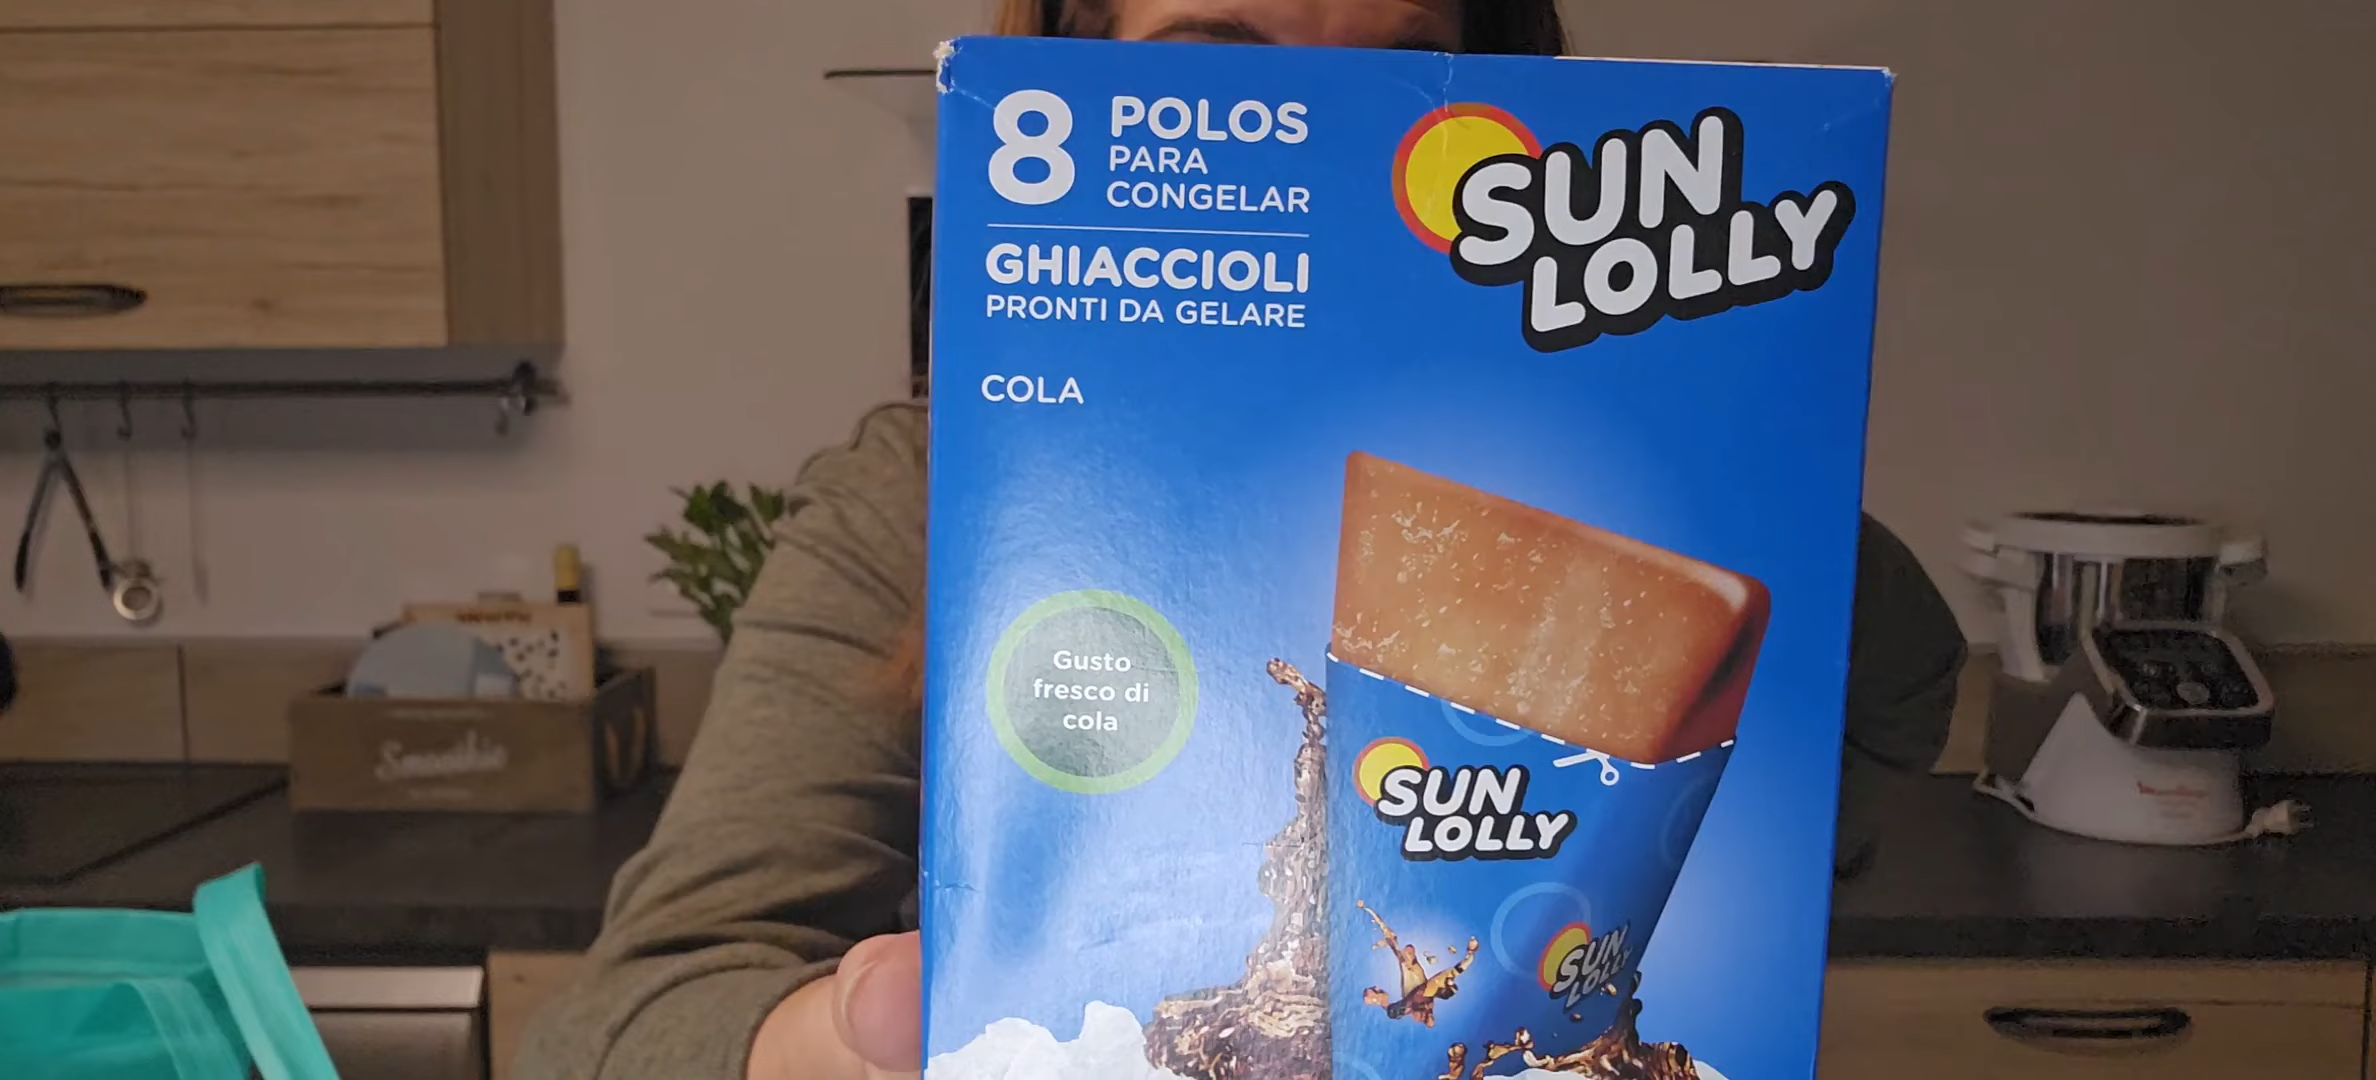 8
POLOS
PARA
CONGELAR
GHIACCIOLI
PRONTI DA GELARE
COLA
SUN
LOLLY
Gusto
fresco di
cola
SUN
LOLLY
SUN
LOLLY
Smoothie